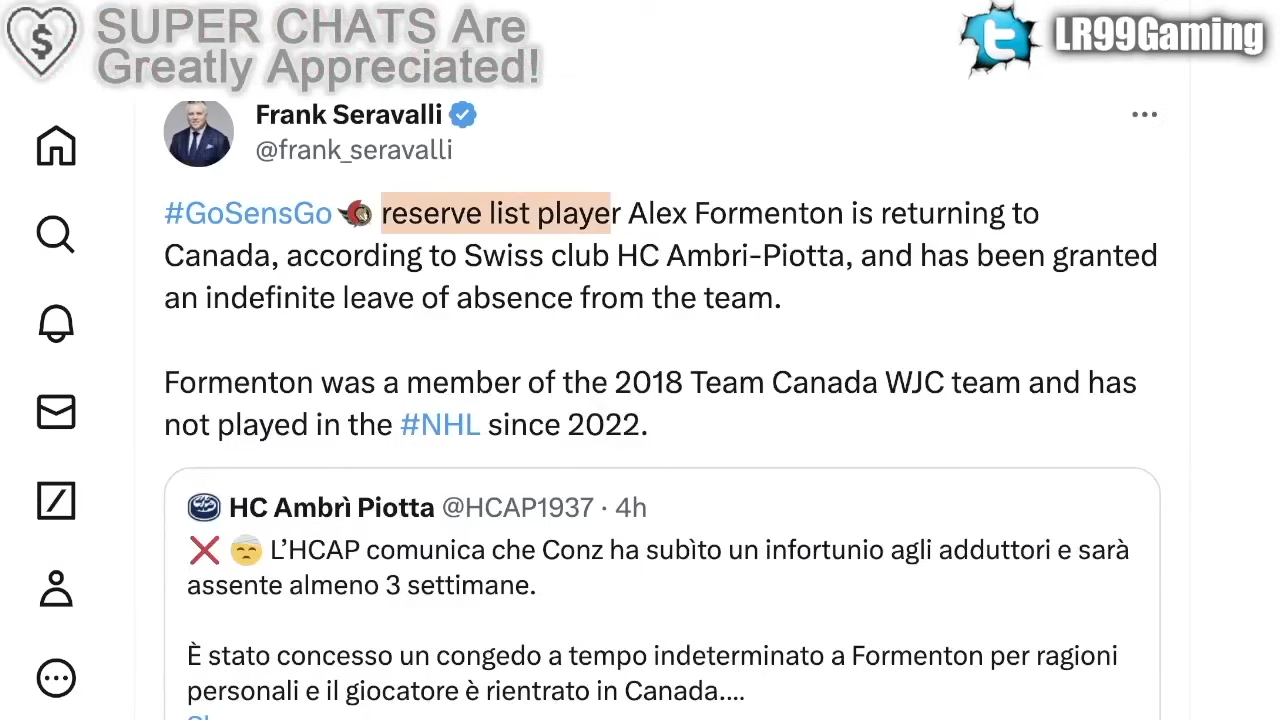 SUPER CHATS Are
Greatly Appreciated!
LR99Gaming
Frank Seravalli
@frank_seravalli
#GoSensGo reserve list player Alex Formenton is returning to
Canada, according to Swiss club HC Ambri-Piotta, and has been granted
an indefinite leave of absence from the team.
Formenton was a member of the 2018 Team Canada WJC team and has
not played in the #NHL since 2022.
HC Ambrì Piotta @HCAP1937 · 4h
L’HCAP comunica che Conz ha subìto un infortunio agli adduttori e sarà
assente almeno 3 settimane.
È stato concesso un congedo a tempo indeterminato a Formenton per ragioni
personali e il giocatore è rientrato in Canada....